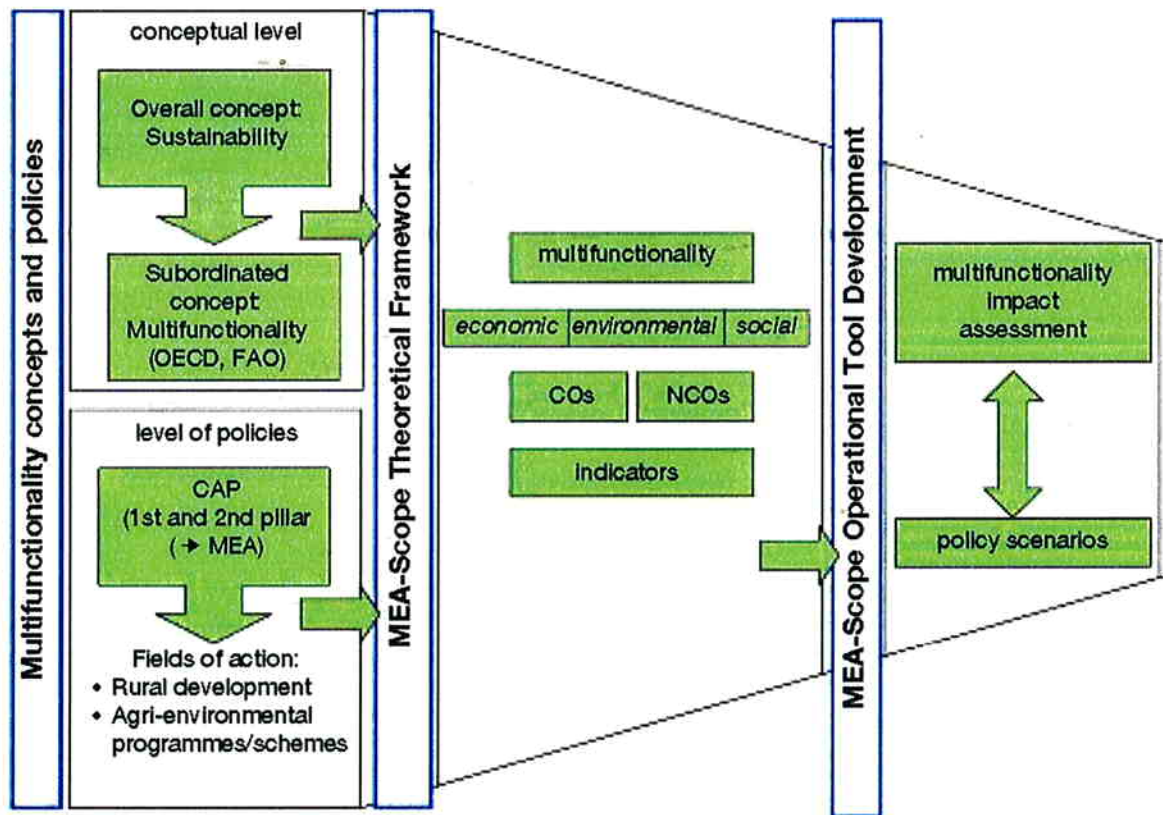 Multifunctionality concepts and policies
conceptual level
Overall concept:
Sustainability
Subordinated
concept:
Multifunctionality
(OECD, FAO)
level of policies
CAP
(1st and 2nd pillar
(→ MEA)
Fields of action:
• Rural development
• Agri-environmental
programmes/schemes
MEA-Scope Theoretical Framework
multifunctionality
economic environmental social
COs NCOs
indicators
MEA-Scope Operational Tool Development
multifunctionality
impact
assessment
policy scenarios